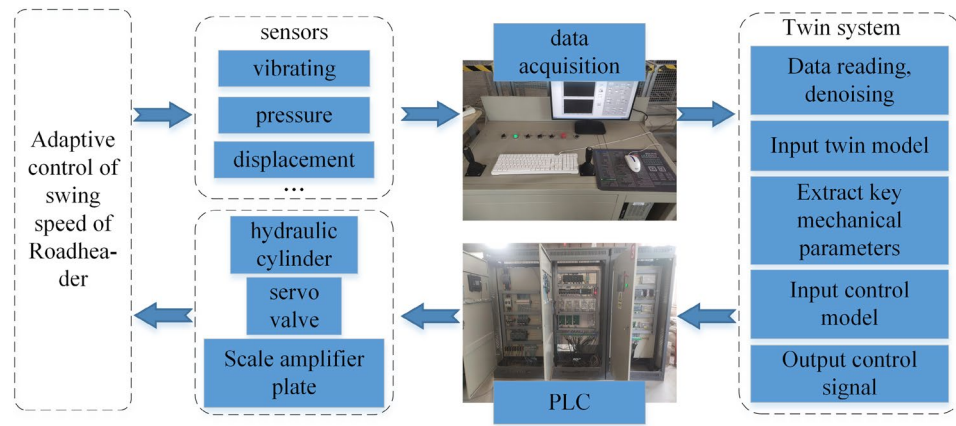 Adaptive
control of
swing
speed of
Roadhea-
der
sensors
vibrating
pressure
displacement
...
hydraulic
cylinder
servo
valve
Scale amplifier
plate
data
acquisition
PLC
Twin system
Data reading,
denoising
Input twin model
Extract key
mechanical
parameters
Input control
model
Output control
signal